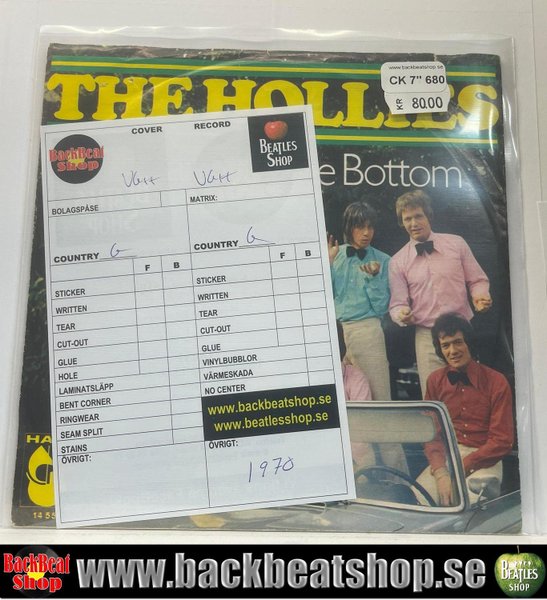 www.backbeatshop.se
CK 7" 680
KR 80.00
THE HOLLIES
e Bottom
COVER RECORD
BackBeat
Shop
BEATLES
SHOP
VG++ VG++
BOLAGSPÅSE MATRIX:
COUNTRY G COUNTRY G
F B F B
STICKER STICKER
WRITTEN WRITTEN
TEAR TEAR
CUT-OUT CUT-OUT
GLUE GLUE
HOLE VINYLBUBBLOR
LAMINATSLÄPP VÄRMESKADA
BENT CORNER NO CENTER
RINGWEAR www.backbeatshop.se
SEAM SPLIT www.beatlesshop.se
STAINS
ÖVRIGT: ÖVRIGT:
1970
HA
14 5
BackBeat
Shop
www.backbeatshop.se
BEATLES
SHOP